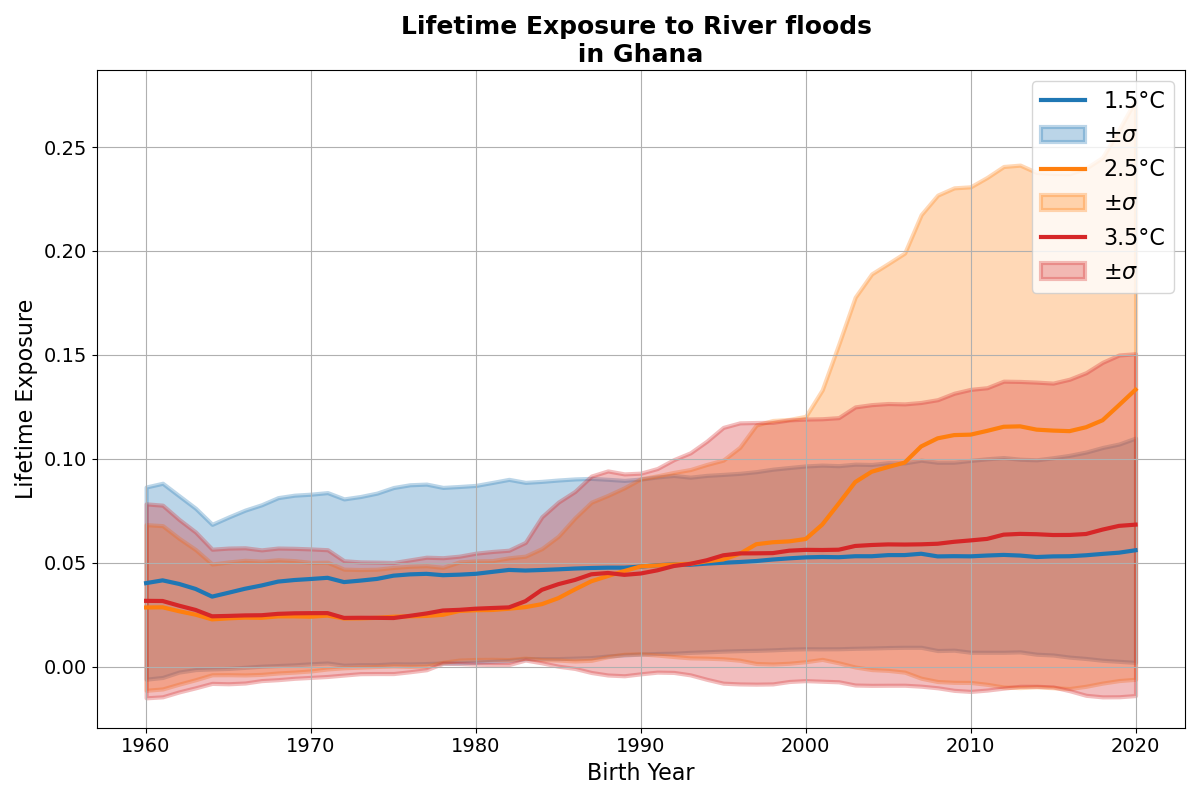 Lifetime Exposure to River floods
in Ghana
Lifetime Exposure
0.25
0.20
0.15
0.10
0.05
0.00
1.5°C
±σ
2.5°C
±σ
3.5°C
±σ
1960 1970 1980 1990 2000 2010 2020
Birth Year